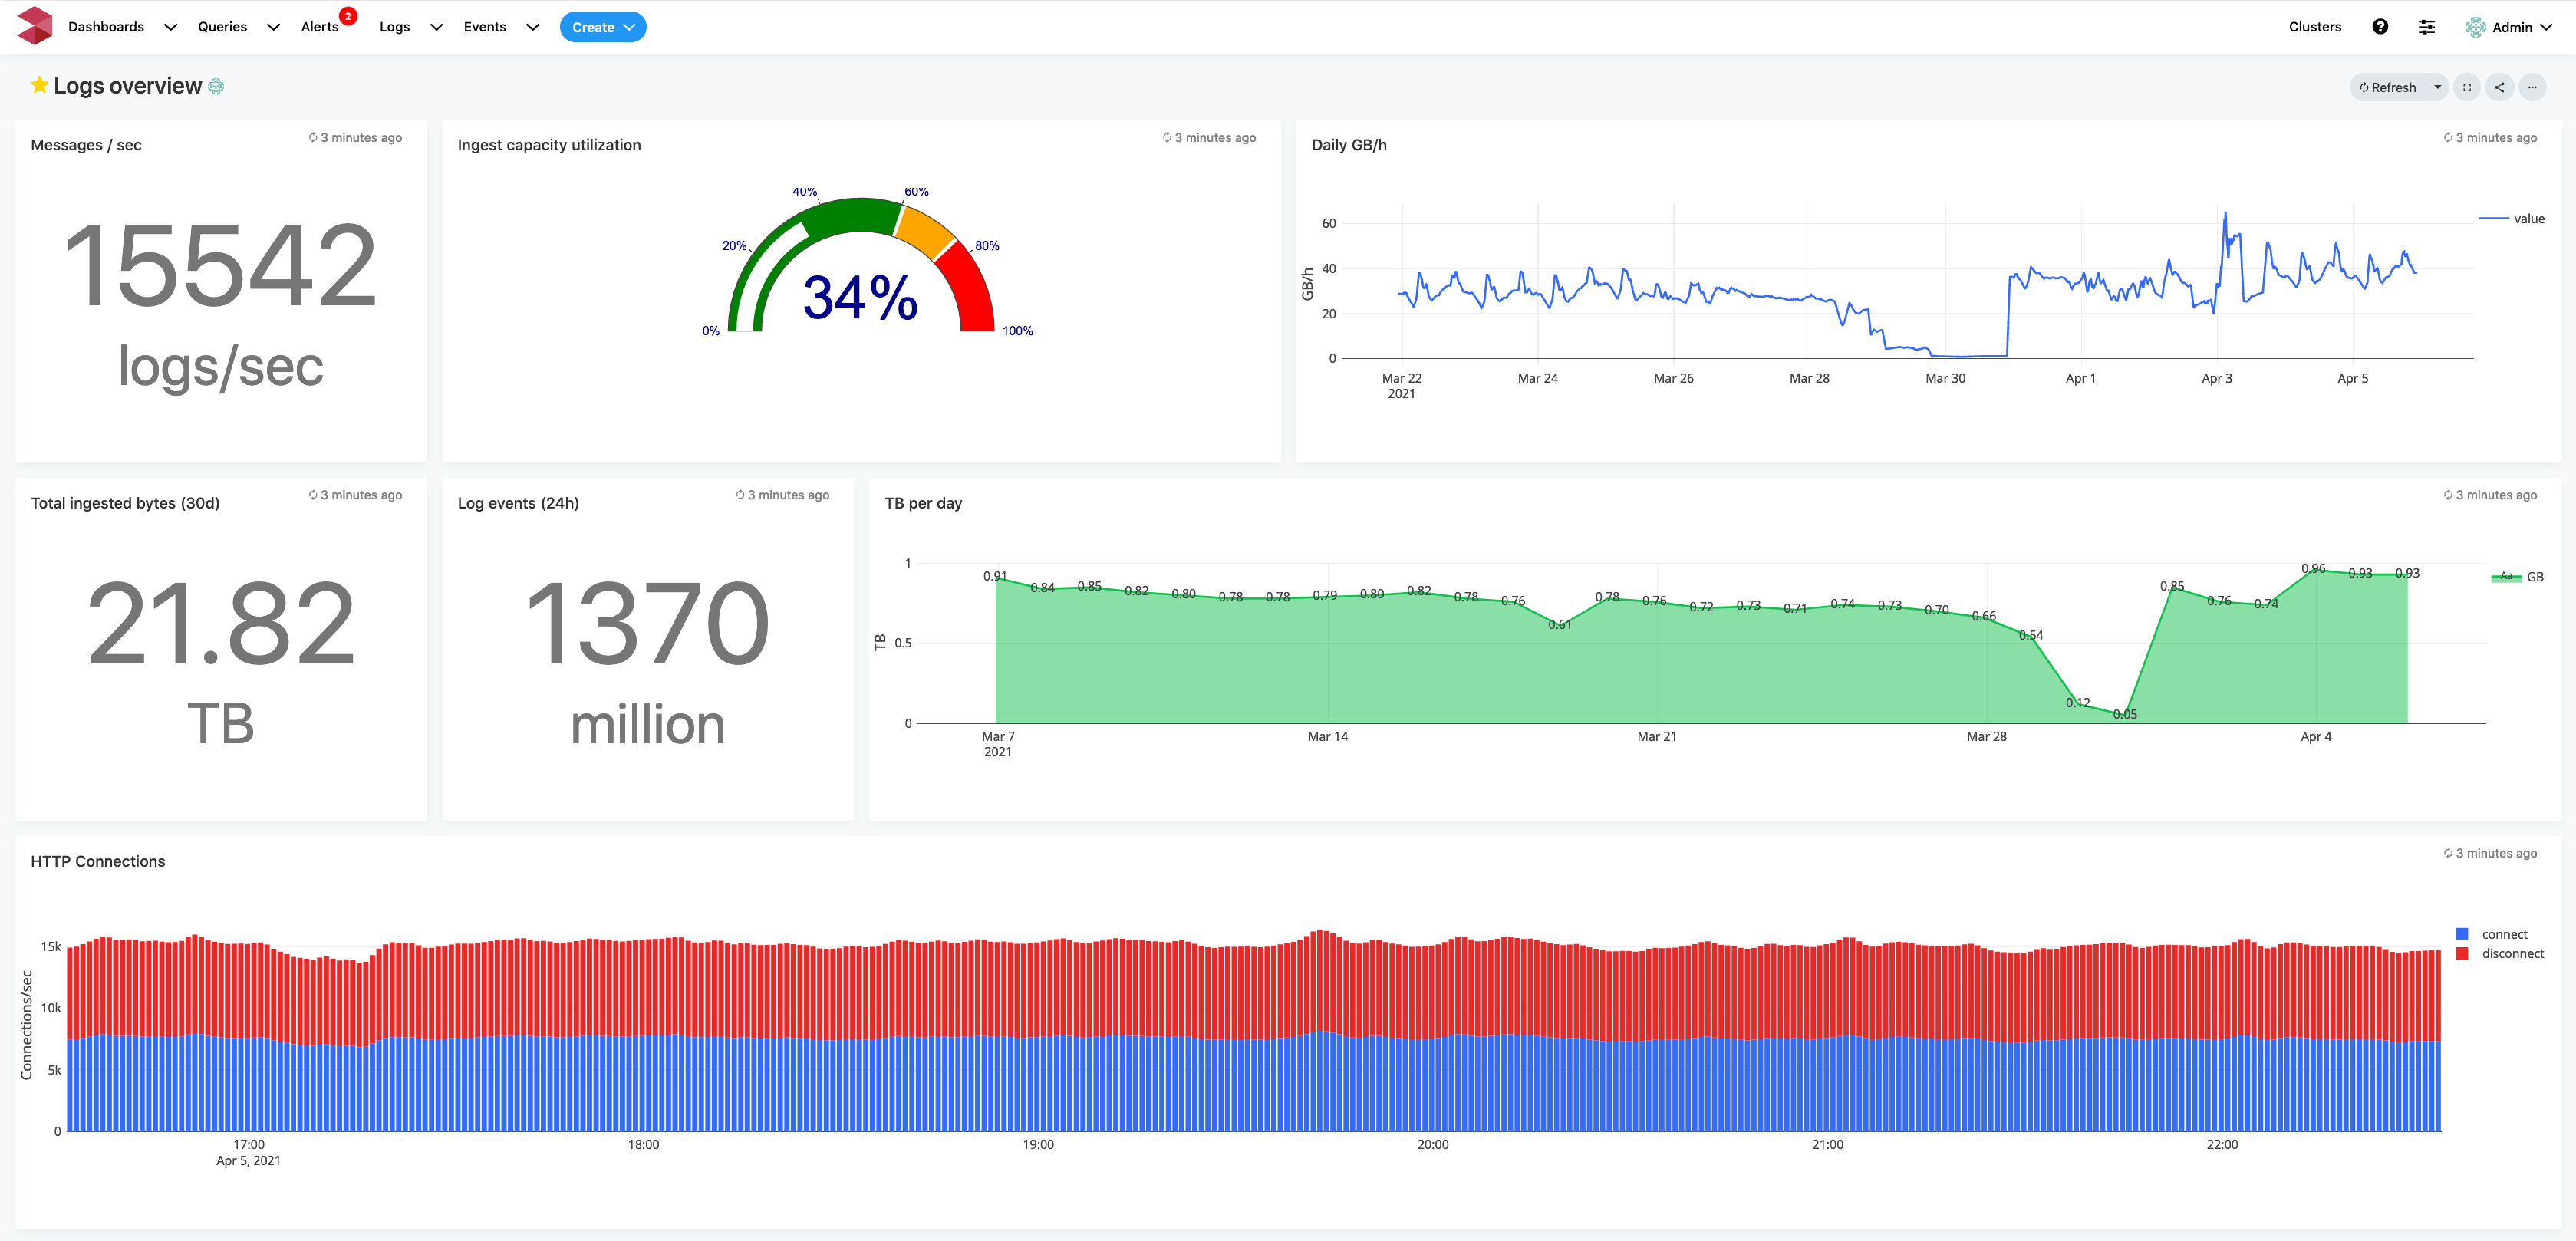 Dashboards Queries Alerts 2 Logs Events Create Clusters Admin
Logs overview Refresh
Messages / sec 3 minutes ago
15542
logs/sec
Ingest capacity utilization 3 minutes ago
40% 60%
20% 80%
34%
0% 100%
Daily GB/h 3 minutes ago
value
GB/h
60
40
20
0
Mar 22 Mar 24 Mar 26 Mar 28 Mar 30 Apr 1 Apr 3 Apr 5
2021
Total ingested bytes (30d) 3 minutes ago
21.82
TB
Log events (24h) 3 minutes ago
1370
million
TB per day 3 minutes ago
Aa GB
TB
1
0.5
0
0.91 0.84 0.85 0.82 0.80 0.78 0.78 0.79 0.80 0.82 0.78 0.76 0.61 0.78 0.76 0.72 0.73 0.71 0.74 0.73 0.70 0.66 0.54 0.12 0.05 0.85 0.76 0.74 0.96 0.93 0.93
Mar 7 Mar 14 Mar 21 Mar 28 Apr 4
2021
HTTP Connections 3 minutes ago
connect
disconnect
Connections/sec
15k
10k
5k
0
17:00 18:00 19:00 20:00 21:00 22:00
Apr 5, 2021